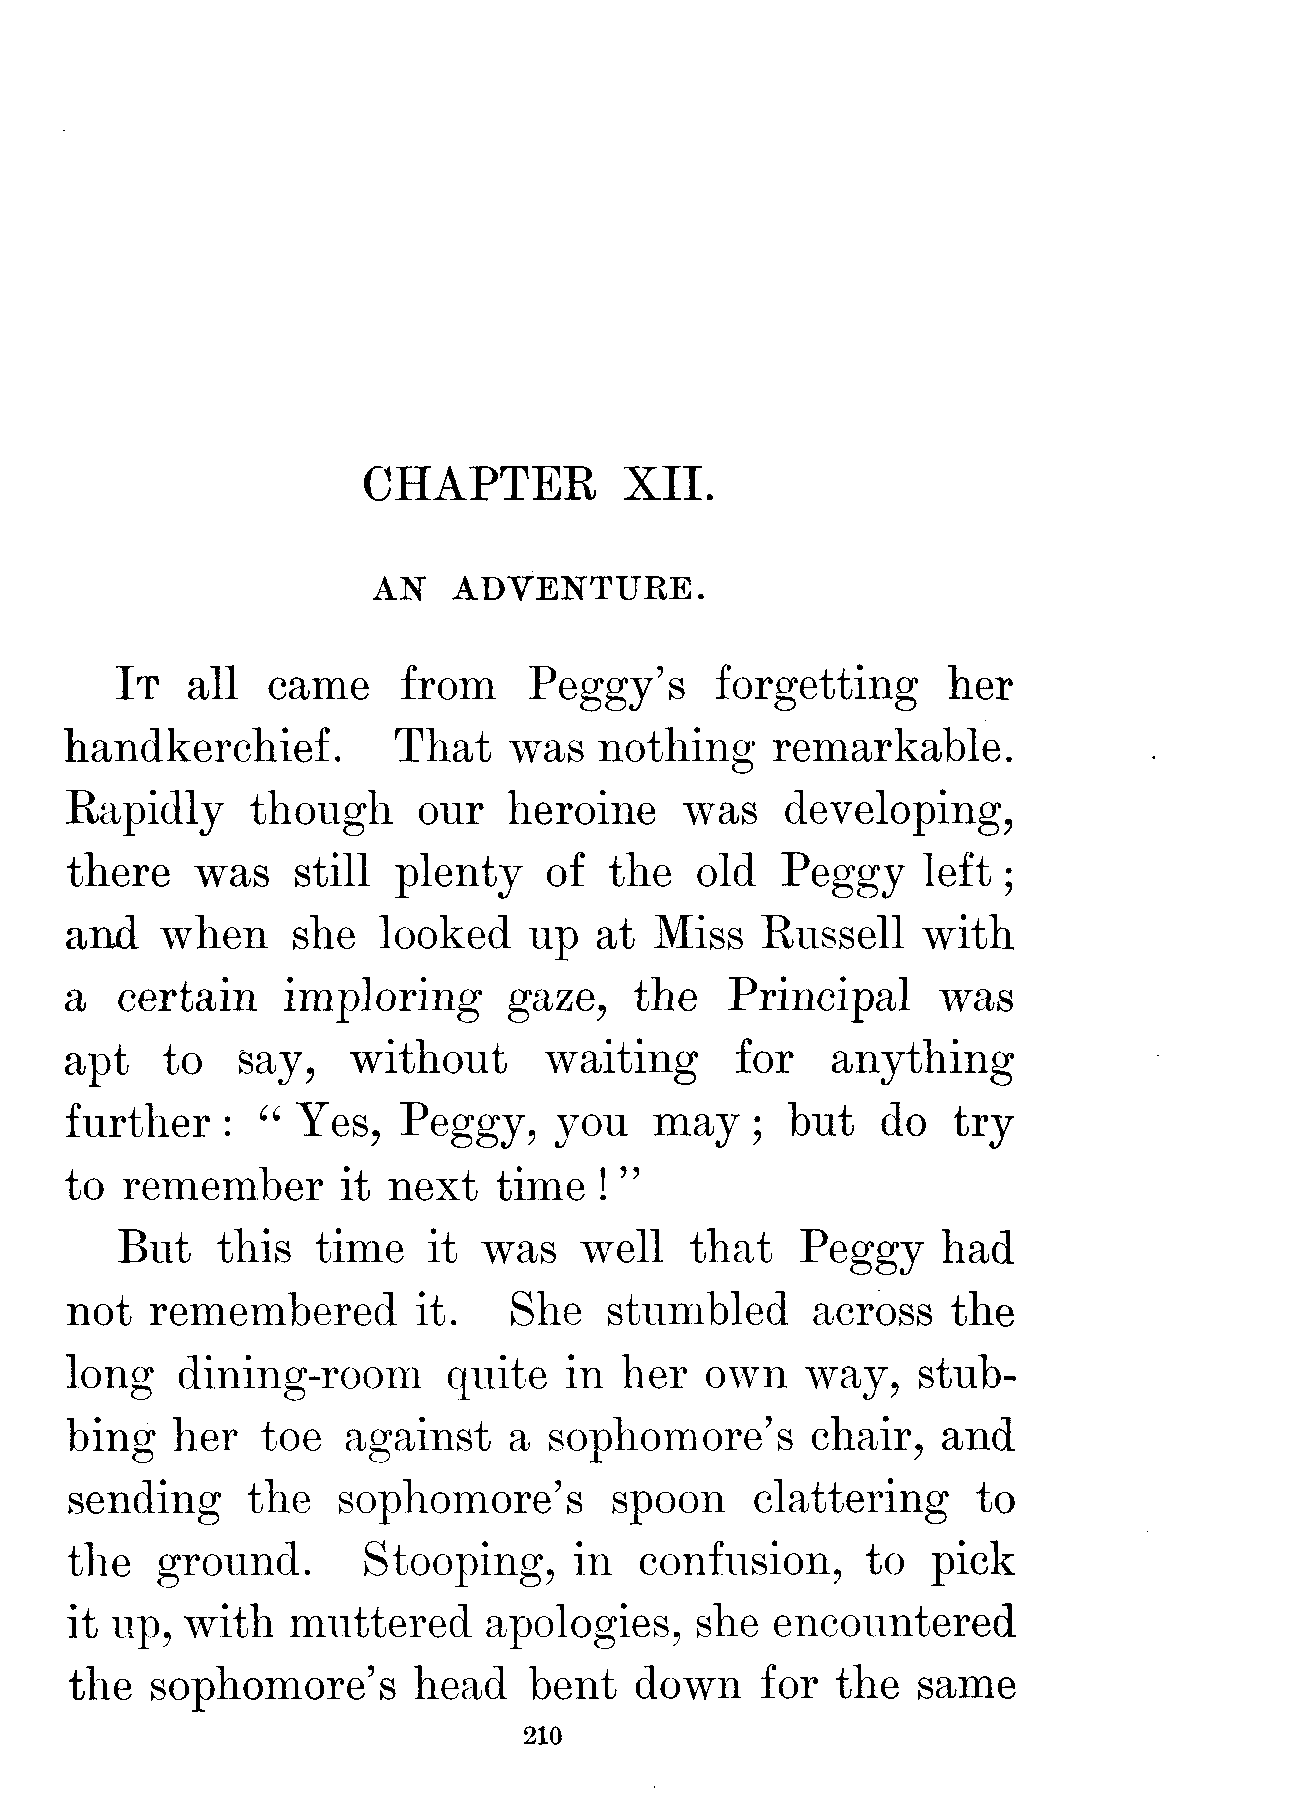 CHAPTER XII.
AN ADVENTURE.
IT all came from Peggy's forgetting her
handkerchief. That was nothing remarkable.
Rapidly though our heroine was developing,
there was still plenty of the old Peggy left;
and when she looked up at Miss Russell with
a certain imploring gaze, the Principal was
apt to say, without waiting for anything
further: "Yes, Peggy, you may; but do try
to remember it next time!"
But this time it was well that Peggy had
not remembered it. She stumbled across the
long dining-room quite in her own way, stub-
bing her toe against a sophomore's chair, and
sending the sophomore's spoon clattering to
the ground. Stooping, in confusion, to pick
it up, with muttered apologies, she encountered
the sophomore's head bent down for the same
210